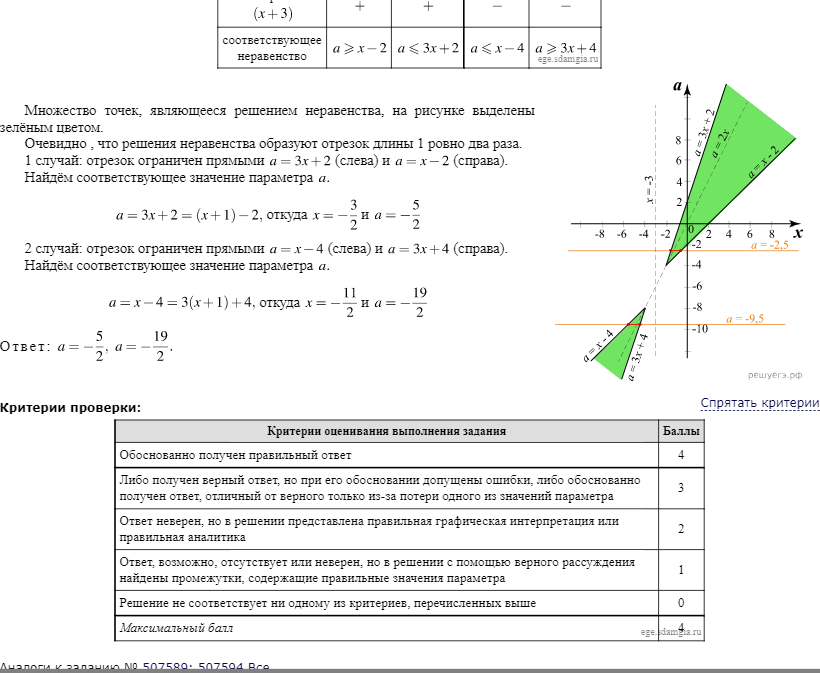 (x+3) + + − −
соответствующее неравенство a ⩾ x−2 a ⩽ 3x+2 a ⩽ x−4 a ⩾ 3x+4
ege.sdamgia.ru
Множество точек, являющееся решением неравенства, на рисунке выделены
зелёным цветом.
Очевидно , что решения неравенства образуют отрезок длины 1 ровно два раза.
1 случай: отрезок ограничен прямыми a = 3x+2 (слева) и a = x−2 (справа).
Найдём соответствующее значение параметра a.
a = 3x+2 = (x+1)−2, откуда x = −3/2 и a = −5/2
2 случай: отрезок ограничен прямыми a = x−4 (слева) и a = 3x+4 (справа).
Найдём соответствующее значение параметра a.
a = x−4 = 3(x+1)+4, откуда x = −11/2 и a = −19/2
Ответ: a = −5/2, a = −19/2.
a
a = 3x + 2
a = 2x
a = x - 2
x = -3
8
6
4
2
-8 -6 -4 -2 0 2 4 6 8 x
-2
a = -2,5
-4
-6
-8
a = -9,5
-10
a = x - 4
a = 3x + 4
решуегэ.рф
Спрятать критерии
Критерии проверки:
Критерии оценивания выполнения задания Баллы
Обоснованно получен правильный ответ 4
Либо получен верный ответ, но при его обосновании допущены ошибки, либо обоснованно
получен ответ, отличный от верного только из-за потери одного из значений параметра 3
Ответ неверен, но в решении представлена правильная графическая интерпретация или
правильная аналитика 2
Ответ, возможно, отсутствует или неверен, но в решении с помощью верного рассуждения
найдены промежутки, содержащие правильные значения параметра 1
Решение не соответствует ни одному из критериев, перечисленных выше 0
Максимальный балл 4
ege.sdamgia.ru
Аналоги к заданию № 507589: 507594 Все